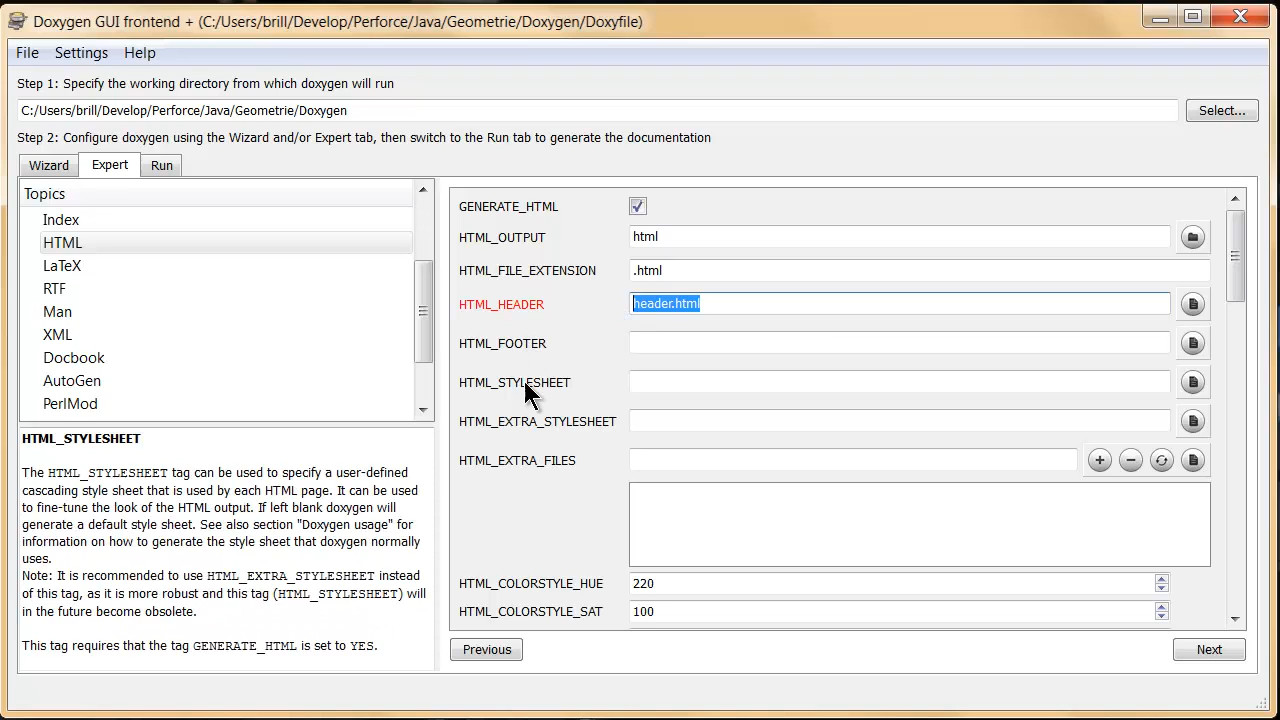 Doxygen GUI frontend + (C:/Users/brill/Develop/Perforce/Java/Geometrie/Doxygen/Doxyfile)
File Settings Help
Step 1: Specify the working directory from which doxygen will run
C:/Users/brill/Develop/Perforce/Java/Geometrie/Doxygen
Select...
Step 2: Configure doxygen using the Wizard and/or Expert tab, then switch to the Run tab to generate the documentation
Wizard Expert Run
Topics
Index
HTML
LaTeX
RTF
Man
XML
Docbook
AutoGen
PerlMod
HTML_STYLESHEET
The HTML_STYLESHEET tag can be used to specify a user-defined
cascading style sheet that is used by each HTML page. It can be used
to fine-tune the look of the HTML output. If left blank doxygen will
generate a default style sheet. See also section "Doxygen usage" for
information on how to generate the style sheet that doxygen normally
uses.
Note: It is recommended to use HTML_EXTRA_STYLESHEET instead
of this tag, as it is more robust and this tag (HTML_STYLESHEET) will
in the future become obsolete.
This tag requires that the tag GENERATE_HTML is set to YES.
GENERATE_HTML
HTML_OUTPUT html
HTML_FILE_EXTENSION .html
HTML_HEADER header.html
HTML_FOOTER
HTML_STYLESHEET
HTML_EXTRA_STYLESHEET
HTML_EXTRA_FILES
HTML_COLORSTYLE_HUE 220
HTML_COLORSTYLE_SAT 100
Previous Next